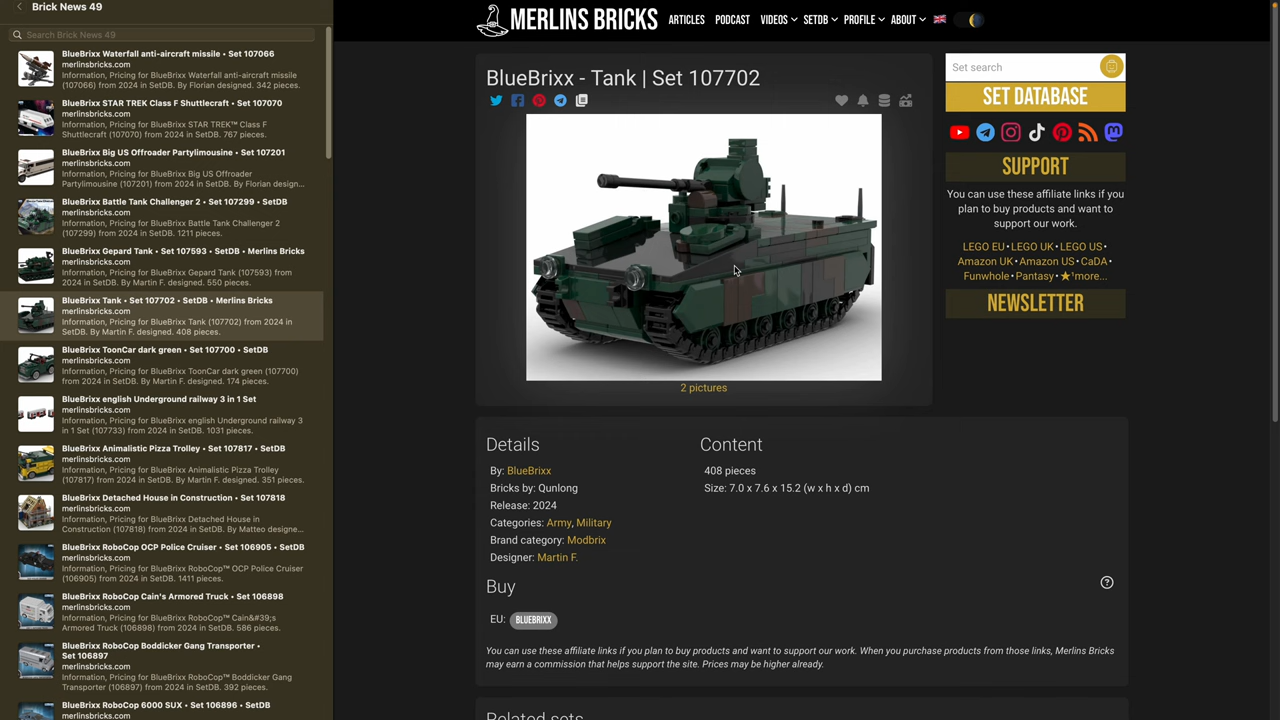 Brick News 49
Search Brick News 49
BlueBrixx Waterfall anti-aircraft missile • Set 107066
merlinsbricks.com
Information, Pricing for BlueBrixx Waterfall anti-aircraft missile
(107066) from 2024 in SetDB. By Florian designed. 342 pieces.
BlueBrixx STAR TREK Class F Shuttlecraft • Set 107070
merlinsbricks.com
Information, Pricing for BlueBrixx STAR TREK™ Class F
Shuttlecraft (107070) from 2024 in SetDB. 767 pieces.
BlueBrixx Big US Offroader Partylimousine • Set 107201
merlinsbricks.com
Information, Pricing for BlueBrixx Big US Offroader
Partylimousine (107201) from 2024 in SetDB. By Florian design...
BlueBrixx Battle Tank Challenger 2 • Set 107299 • SetDB
merlinsbricks.com
Information, Pricing for BlueBrixx Battle Tank Challenger 2
(107299) from 2024 in SetDB. 1211 pieces.
BlueBrixx Gepard Tank • Set 107593 • SetDB • Merlins Bricks
merlinsbricks.com
Information, Pricing for BlueBrixx Gepard Tank (107593) from
2024 in SetDB. By Martin F. designed. 550 pieces.
BlueBrixx Tank • Set 107702 • SetDB • Merlins Bricks
merlinsbricks.com
Information, Pricing for BlueBrixx Tank (107702) from 2024 in
SetDB. By Martin F. designed. 408 pieces.
BlueBrixx ToonCar dark green • Set 107700 • SetDB
merlinsbricks.com
Information, Pricing for BlueBrixx ToonCar dark green (107700)
from 2024 in SetDB. By Martin F. designed. 174 pieces.
BlueBrixx english Underground railway 3 in 1 Set
merlinsbricks.com
Information, Pricing for BlueBrixx english Underground railway 3
in 1 Set (107733) from 2024 in SetDB. 1031 pieces.
BlueBrixx Animalistic Pizza Trolley • Set 107817 • SetDB
merlinsbricks.com
Information, Pricing for BlueBrixx Animalistic Pizza Trolley
(107817) from 2024 in SetDB. By Martin F. designed. 351 pieces.
BlueBrixx Detached House in Construction • Set 107818
merlinsbricks.com
Information, Pricing for BlueBrixx Detached House in
Construction (107818) from 2024 in SetDB. By Matteo designe...
BlueBrixx RoboCop OCP Police Cruiser • Set 106905 • SetDB
merlinsbricks.com
Information, Pricing for BlueBrixx RoboCop™ OCP Police Cruiser
(106905) from 2024 in SetDB. 1411 pieces.
BlueBrixx RoboCop Cain's Armored Truck • Set 106898
merlinsbricks.com
Information, Pricing for BlueBrixx RoboCop™ Cain&#39;s
Armored Truck (106898) from 2024 in SetDB. 586 pieces.
BlueBrixx RoboCop Boddicker Gang Transporter •
Set 106897
merlinsbricks.com
Information, Pricing for BlueBrixx RoboCop™ Boddicker Gang
Transporter (106897) from 2024 in SetDB. 392 pieces.
BlueBrixx RoboCop 6000 SUX • Set 106896 • SetDB
merlinsbricks.com
MERLINS BRICKS
ARTICLES PODCAST VIDEOS SETDB PROFILE ABOUT
BlueBrixx - Tank | Set 107702
2 pictures
Details
By: BlueBrixx
Bricks by: Qunlong
Release: 2024
Categories: Army, Military
Brand category: Modbrix
Designer: Martin F.
Content
408 pieces
Size: 7.0 x 7.6 x 15.2 (w x h x d) cm
Buy
?
EU: BLUEBRIXX
You can use these affiliate links if you plan to buy products and want to support our work. When you purchase products from those links, Merlins Bricks
may earn a commission that helps support the site. Prices may be higher already.
Related sets
Set search
SET DATABASE
SUPPORT
You can use these affiliate links if you
plan to buy products and want to
support our work.
LEGO EU • LEGO UK • LEGO US •
Amazon UK • Amazon US • CaDA •
Funwhole • Pantasy • ★¹more...
NEWSLETTER